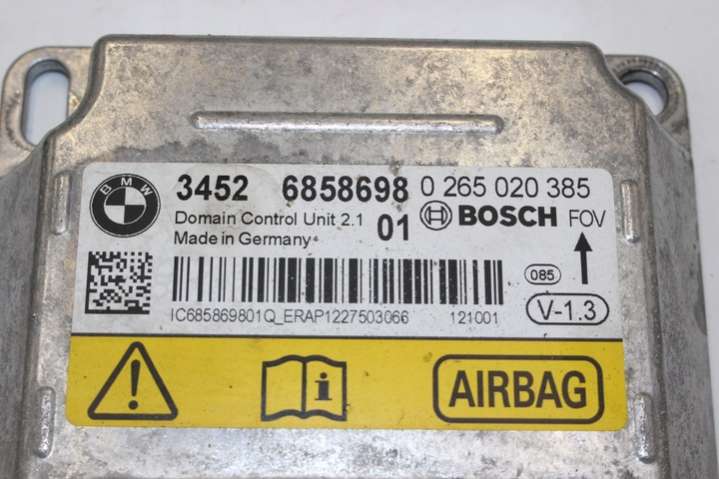 BMW
3452 6858698 0 265 020 385
Domain Control Unit 2.1 01 BOSCH FOV
Made in Germany
085
IC685869801Q_ERAP1227503066 121001
V-1.3
i
AIRBAG